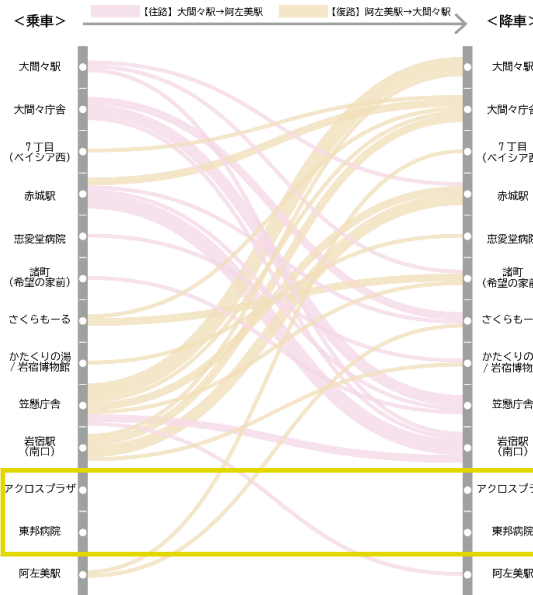 ＜乗車＞
【往路】大間々駅→阿左美駅
【復路】阿左美駅→大間々駅
＜降車＞
大間々駅
大間々駅
大間々庁舎
大間々庁舎
７丁目
（ベイシア西）
７丁目
（ベイシア西）
赤城駅
赤城駅
恵愛堂病院
恵愛堂病院
諸町
（希望の家前）
諸町
（希望の家前
さくらもーる
さくらもー
かたくりの湯
/ 岩宿博物館
かたくりの
/ 岩宿博物
笠懸庁舎
笠懸庁舎
岩宿駅
（南口）
岩宿駅
（南口）
アクロスプラザ
アクロスプラ
東邦病院
東邦病院
阿左美駅
阿左美駅